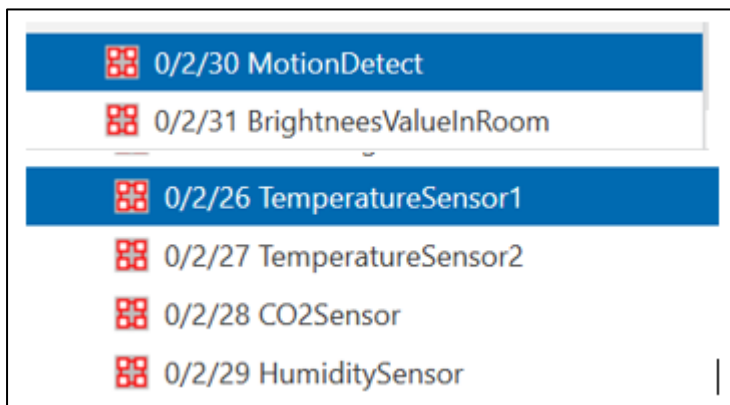 0/2/30 MotionDetect
0/2/31 BrightneesValueInRoom
0/2/26 TemperatureSensor1
0/2/27 TemperatureSensor2
0/2/28 CO2Sensor
0/2/29 HumiditySensor